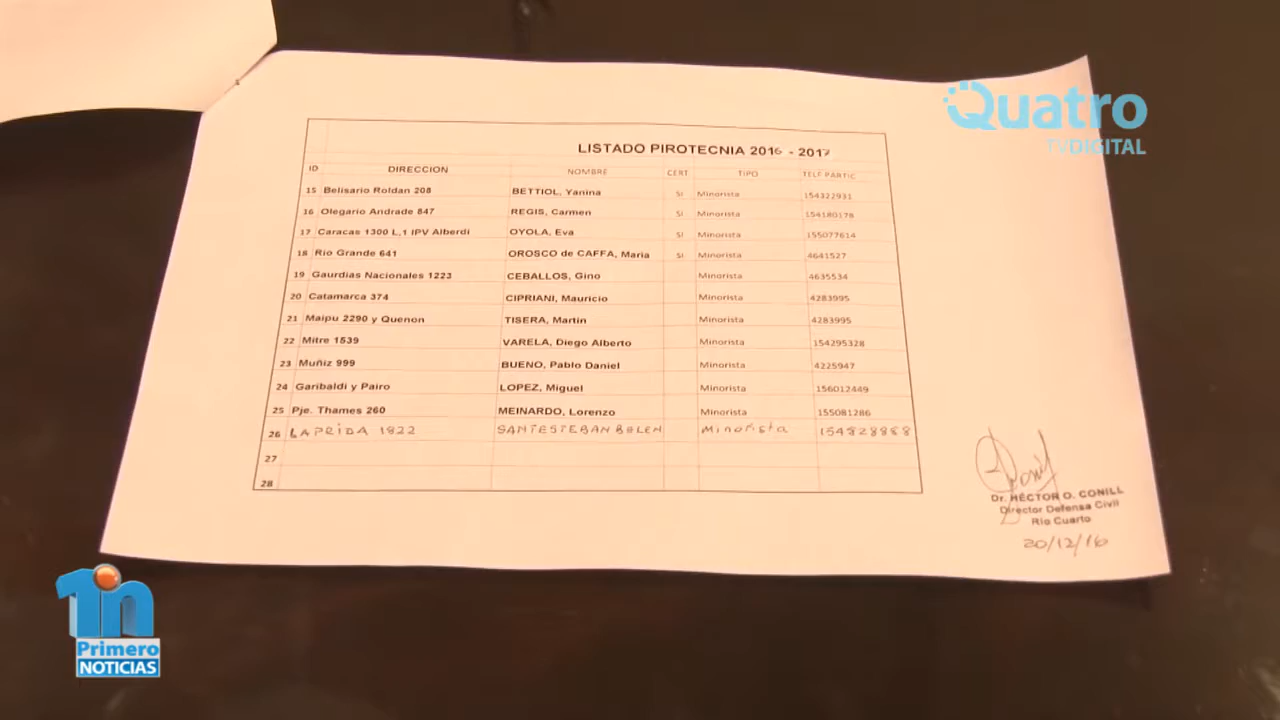 Quatro
TVDIGITAL
LISTADO PIROTECNIA 2016 - 2017
ID DIRECCION NOMBRE CERT TIPO TELE PARTIC
15 Belisario Roldan 208 BETTIOL, Yanina SI Minorista 154322931
16 Olegario Andrade 847 REGIS, Carmen SI Minorista 154180178
17 Caracas 1300 L,1 IPV Alberdi OYOLA, Eva SI Minorista 155077614
18 Rio Grande 641 OROSCO de CAFFA, Maria SI Minorista 4641527
19 Gaurdias Nacionales 1223 CEBALLOS, Gino Minorista 4635534
20 Catamarca 374 CIPRIANI, Mauricio Minorista 4283995
21 Maipu 2290 y Quenon TISERA, Martin Minorista 4283995
22 Mitre 1539 VARELA, Diego Alberto Minorista 154295328
23 Muñiz 999 BUENO, Pablo Daniel Minorista 4225947
24 Garibaldi y Pairo LOPEZ, Miguel Minorista 156012449
25 Pje. Thames 260 MEINARDO, Lorenzo Minorista 155081286
26 LAPRIDA 1822 SANTESTEBAN BELEN Minorista 154828888
27
28
Dr. HÉCTOR O. CONILL
Director Defensa Civil
Río Cuarto
20/12/16
1n
Primero
NOTICIAS